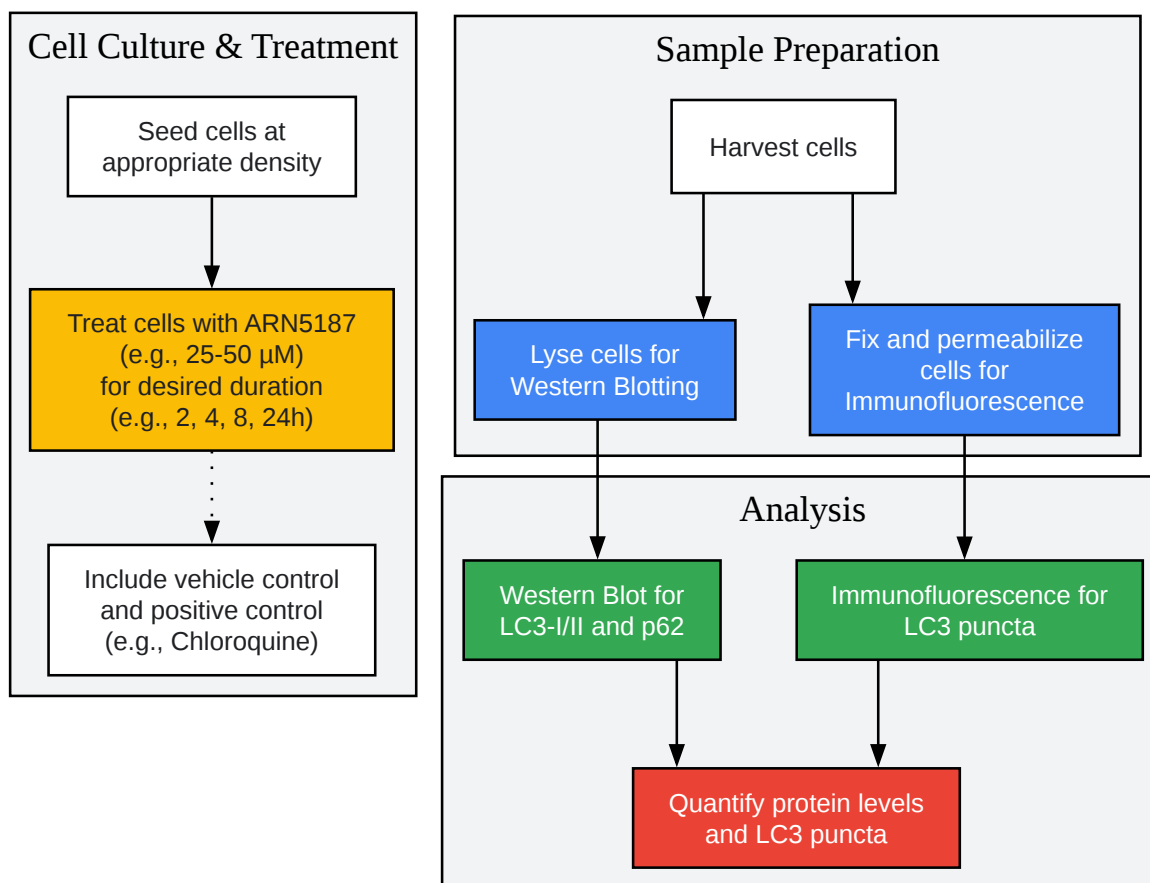 Cell Culture & Treatment
Seed cells at
appropriate density
Treat cells with ARN5187
(e.g., 25-50 µM)
for desired duration
(e.g., 2, 4, 8, 24h)
Include vehicle control
and positive control
(e.g., Chloroquine)
Sample Preparation
Harvest cells
Lyse cells for
Western Blotting
Fix and permeabilize
cells for
Immunofluorescence
Analysis
Western Blot for
LC3-I/II and p62
Immunofluorescence for
LC3 puncta
Quantify protein levels
and LC3 puncta